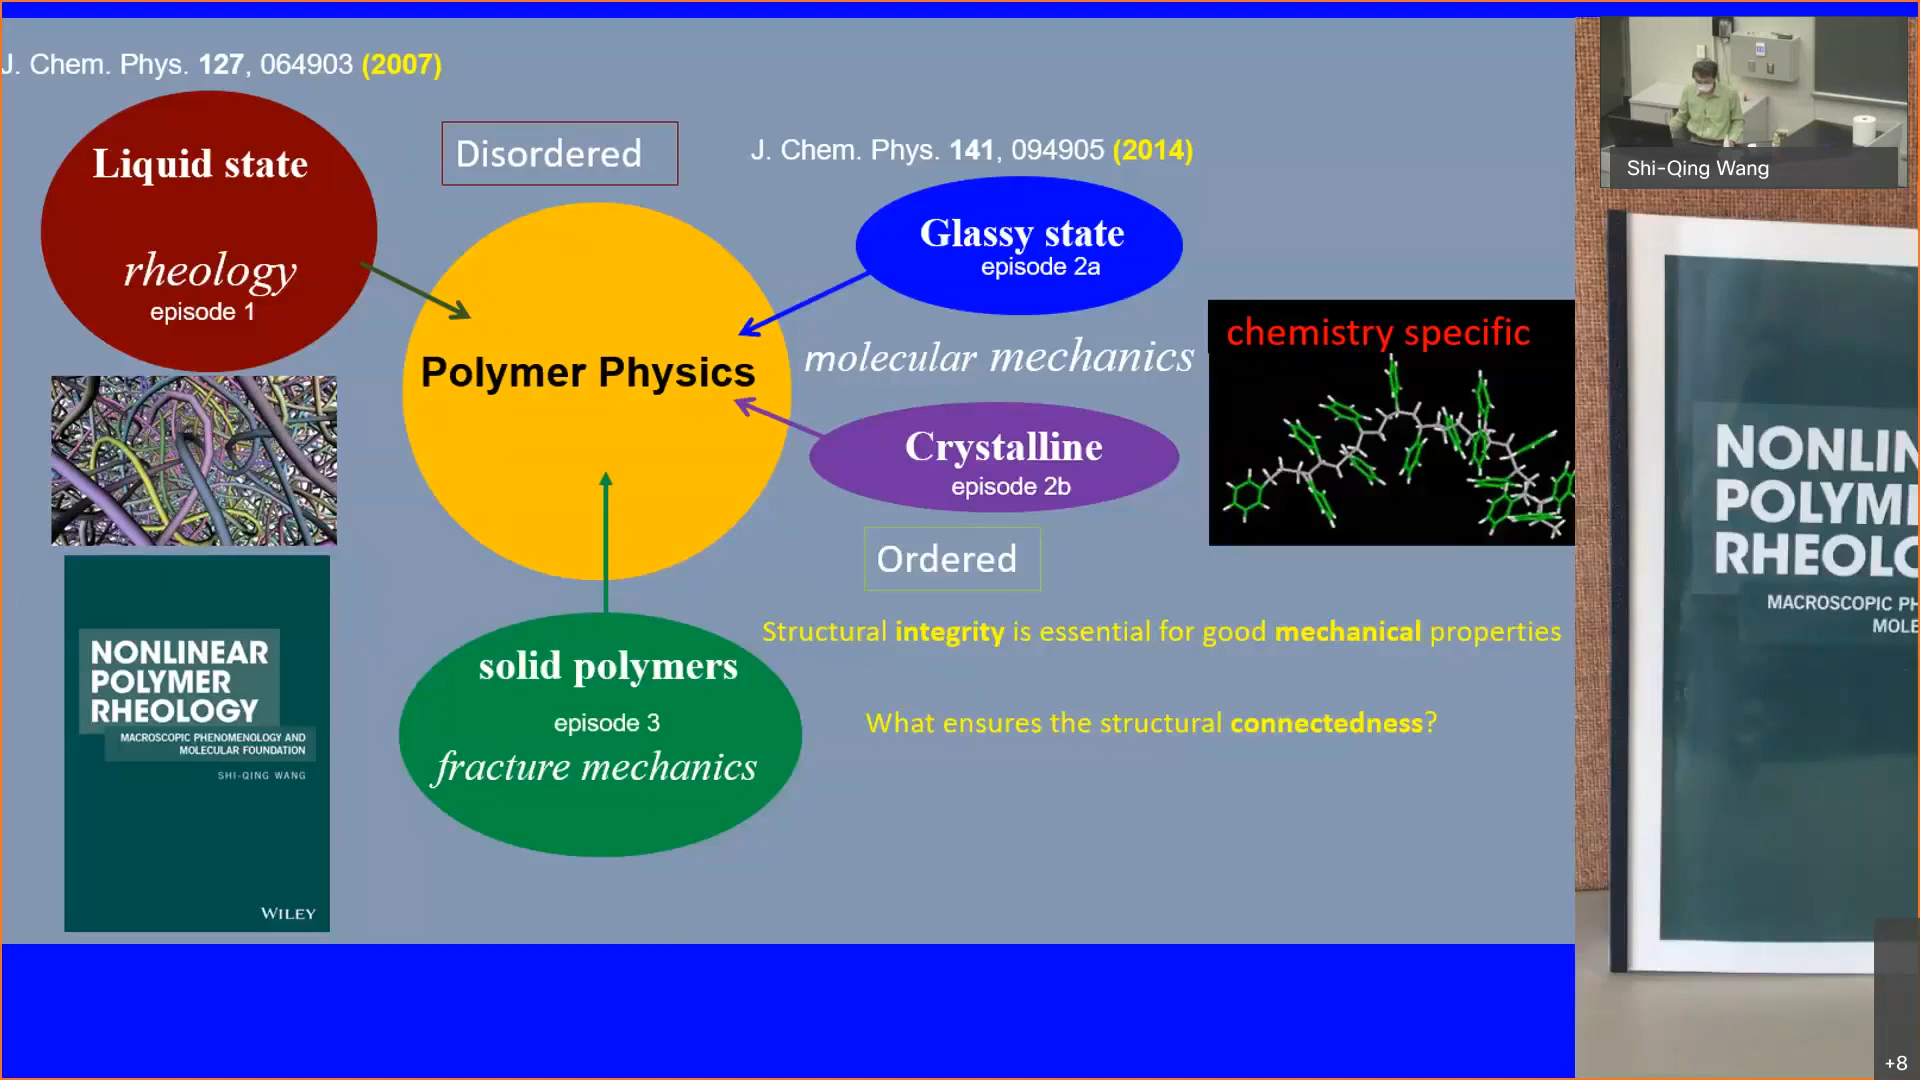 J. Chem. Phys. 127, 064903 (2007)
Liquid state
rheology
episode 1
Disordered
J. Chem. Phys. 141, 094905 (2014)
Glassy state
episode 2a
Polymer Physics
molecular mechanics
chemistry specific
Crystalline
episode 2b
Ordered
solid polymers
episode 3
fracture mechanics
Structural integrity is essential for good mechanical properties
What ensures the structural connectedness?
NONLINEAR
POLYMER
RHEOLOGY
MACROSCOPIC PHENOMENOLOGY AND
MOLECULAR FOUNDATION
SHI-QING WANG
WILEY
Shi-Qing Wang
NONLIN
POLYM
RHEOLO
MACROSCOPIC PH
MOLE
+8